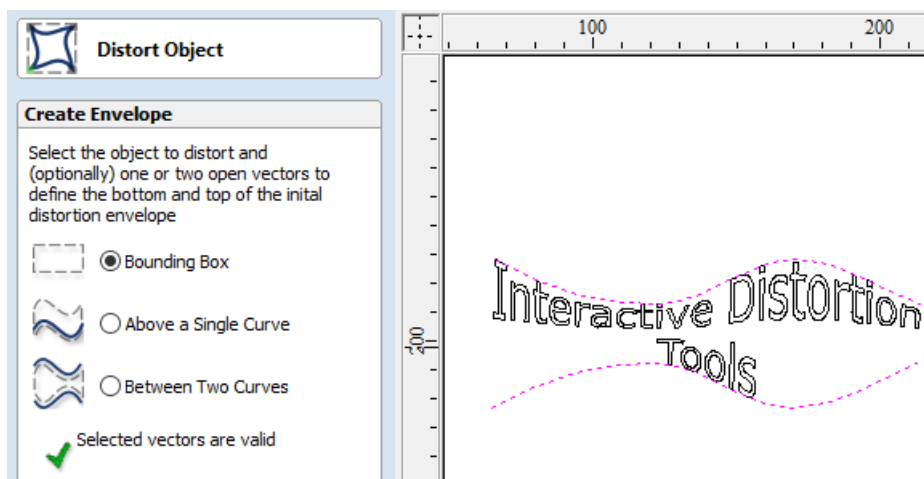 Distort Object
Create Envelope
Select the object to distort and
(optionally) one or two open vectors to
define the bottom and top of the inital
distortion envelope
Bounding Box
Above a Single Curve
Between Two Curves
Selected vectors are valid
100
200
200
Interactive Distortion
Tools